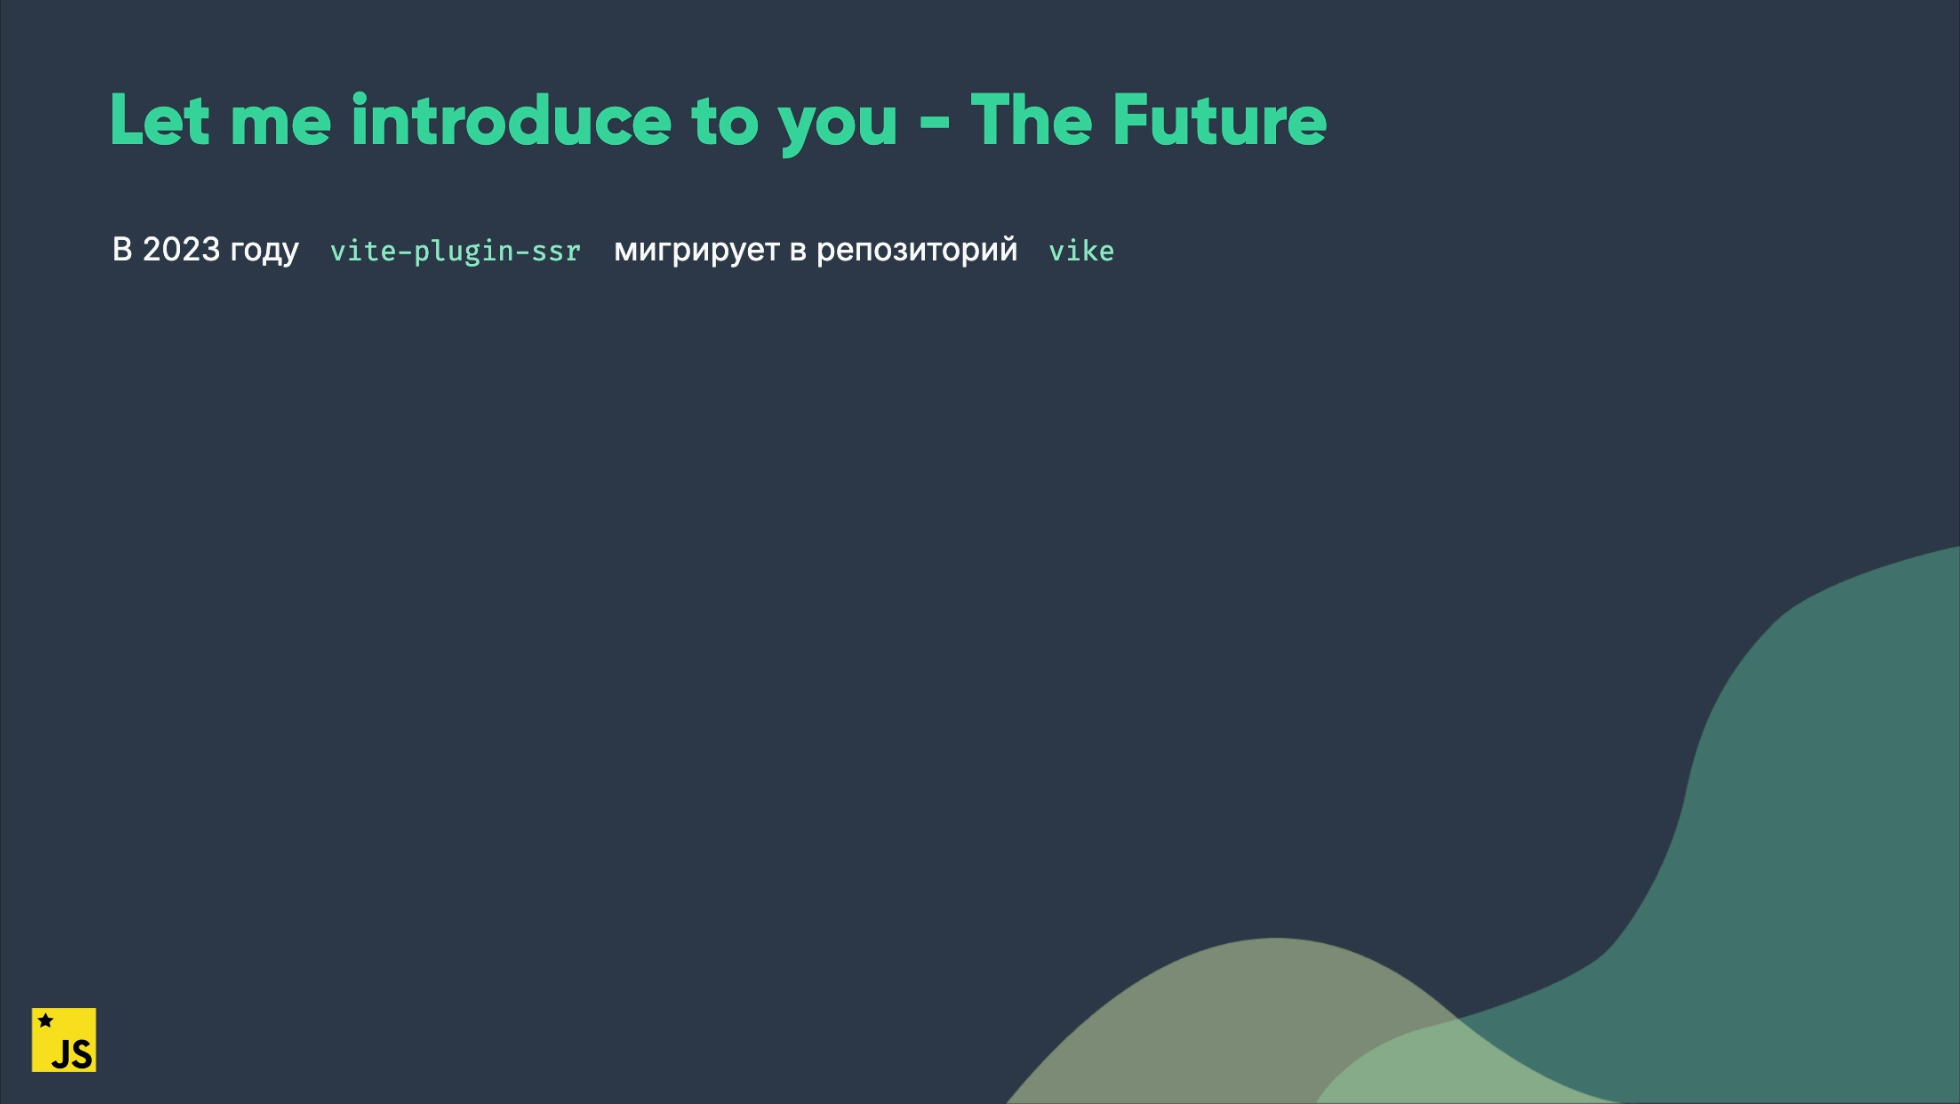 Let me introduce to you - The Future
В 2023 году vite-plugin-ssr мигрирует в репозиторий vike
JS